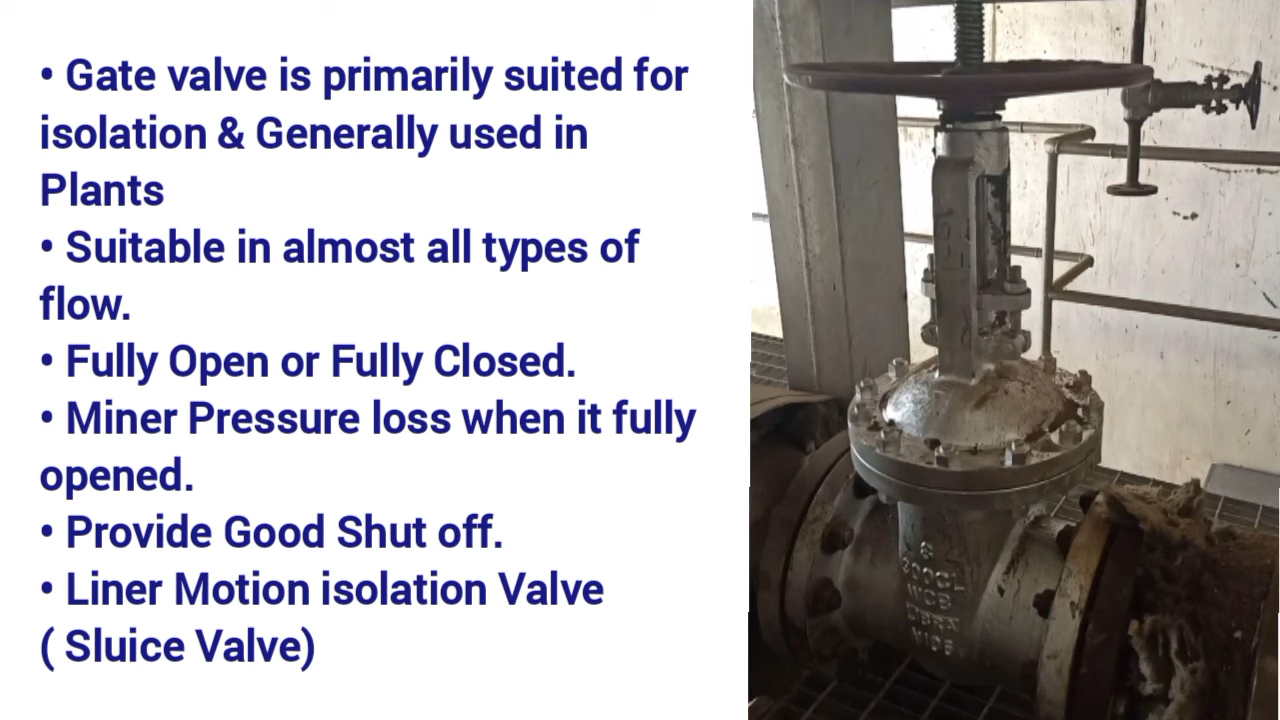 • Gate valve is primarily suited for
isolation & Generally used in
Plants
• Suitable in almost all types of
flow.
• Fully Open or Fully Closed.
• Miner Pressure loss when it fully
opened.
• Provide Good Shut off.
• Liner Motion isolation Valve
( Sluice Valve)
6
300CL
WCB